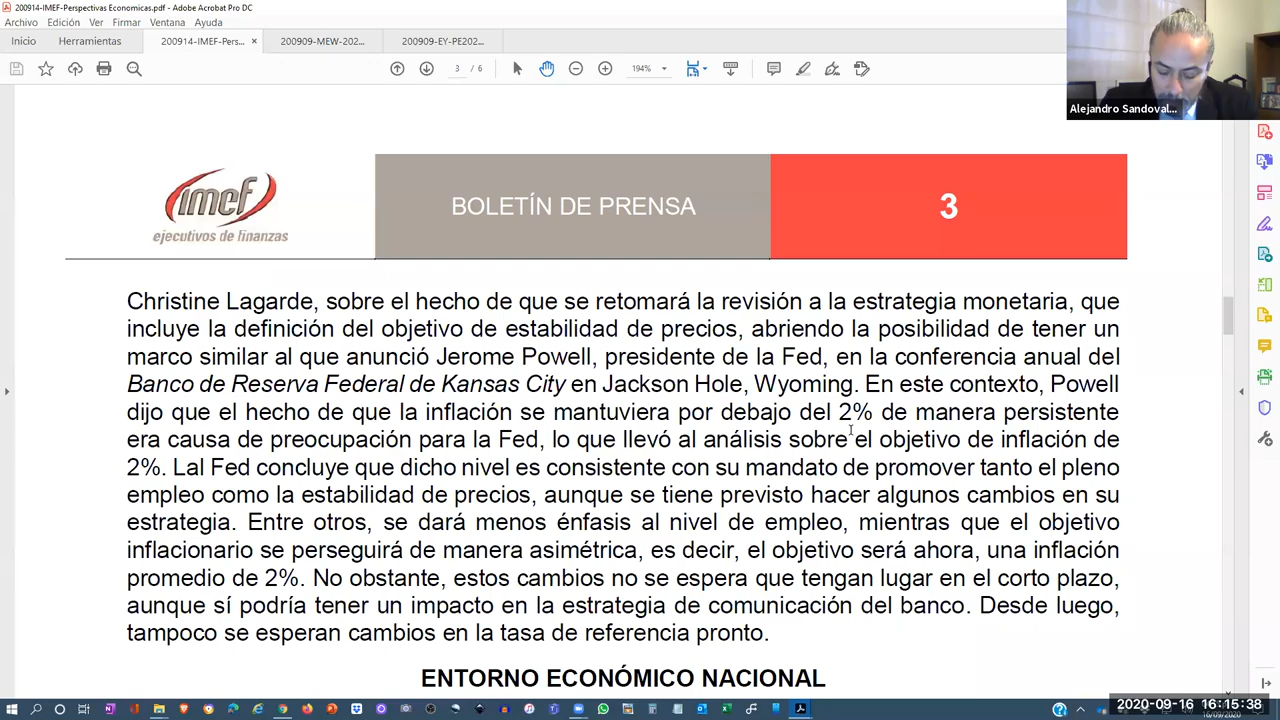 200914-IMEF-Perspectivas Economicas.pdf - Adobe Acrobat Pro DC
Archivo Edición Ver Firmar Ventana Ayuda
Inicio Herramientas 200914-IMEF-Pers... × 200909-MEW-202... 200909-EY-PE202...
3 / 6 194%
Alejandro Sandoval...
imef
ejecutivos de finanzas
BOLETÍN DE PRENSA
3
Christine Lagarde, sobre el hecho de que se retomará la revisión a la estrategia monetaria, que
incluye la definición del objetivo de estabilidad de precios, abriendo la posibilidad de tener un
marco similar al que anunció Jerome Powell, presidente de la Fed, en la conferencia anual del
Banco de Reserva Federal de Kansas City en Jackson Hole, Wyoming. En este contexto, Powell
dijo que el hecho de que la inflación se mantuviera por debajo del 2% de manera persistente
era causa de preocupación para la Fed, lo que llevó al análisis sobre el objetivo de inflación de
2%. Lal Fed concluye que dicho nivel es consistente con su mandato de promover tanto el pleno
empleo como la estabilidad de precios, aunque se tiene previsto hacer algunos cambios en su
estrategia. Entre otros, se dará menos énfasis al nivel de empleo, mientras que el objetivo
inflacionario se perseguirá de manera asimétrica, es decir, el objetivo será ahora, una inflación
promedio de 2%. No obstante, estos cambios no se espera que tengan lugar en el corto plazo,
aunque sí podría tener un impacto en la estrategia de comunicación del banco. Desde luego,
tampoco se esperan cambios en la tasa de referencia pronto.
ENTORNO ECONÓMICO NACIONAL
2020-09-16 16:15:38